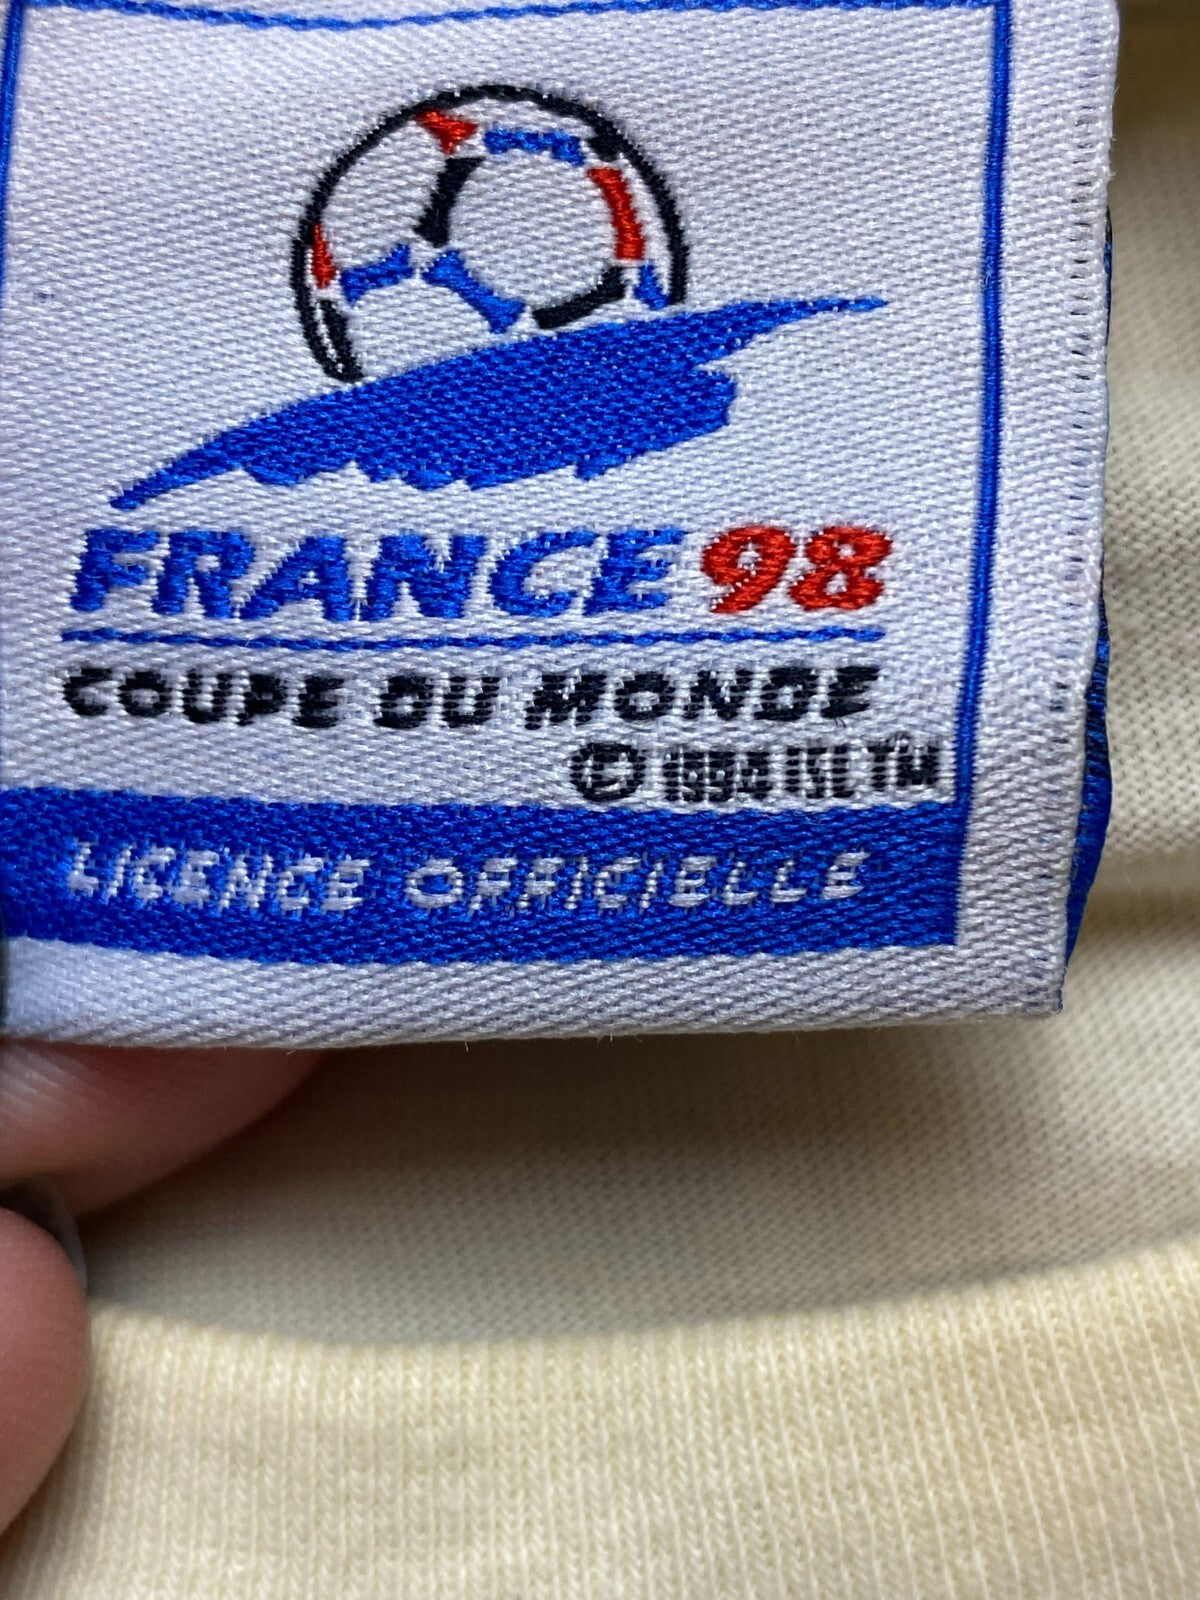 FRANCE 98
COUPE DU MONDE
© 1994 ISL TM
LICENCE OFFICIELLE